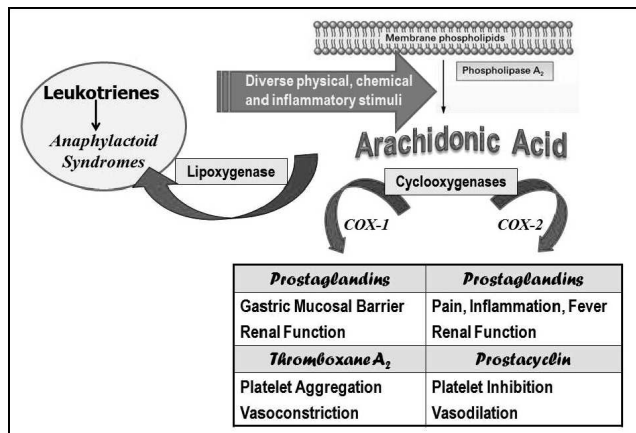 Membrane phospholipids
Phospholipase A₂
Diverse physical, chemical
and inflammatory stimuli
Leukotrienes
Anaphylactoid
Syndromes
Arachidonic Acid
Lipoxygenase
Cyclooxygenases
COX-1
COX-2
Prostaglandins
Prostaglandins
Gastric Mucosal Barrier
Renal Function
Pain, Inflammation, Fever
Renal Function
Thromboxane A₂
Prostacyclin
Platelet Aggregation
Vasoconstriction
Platelet Inhibition
Vasodilation